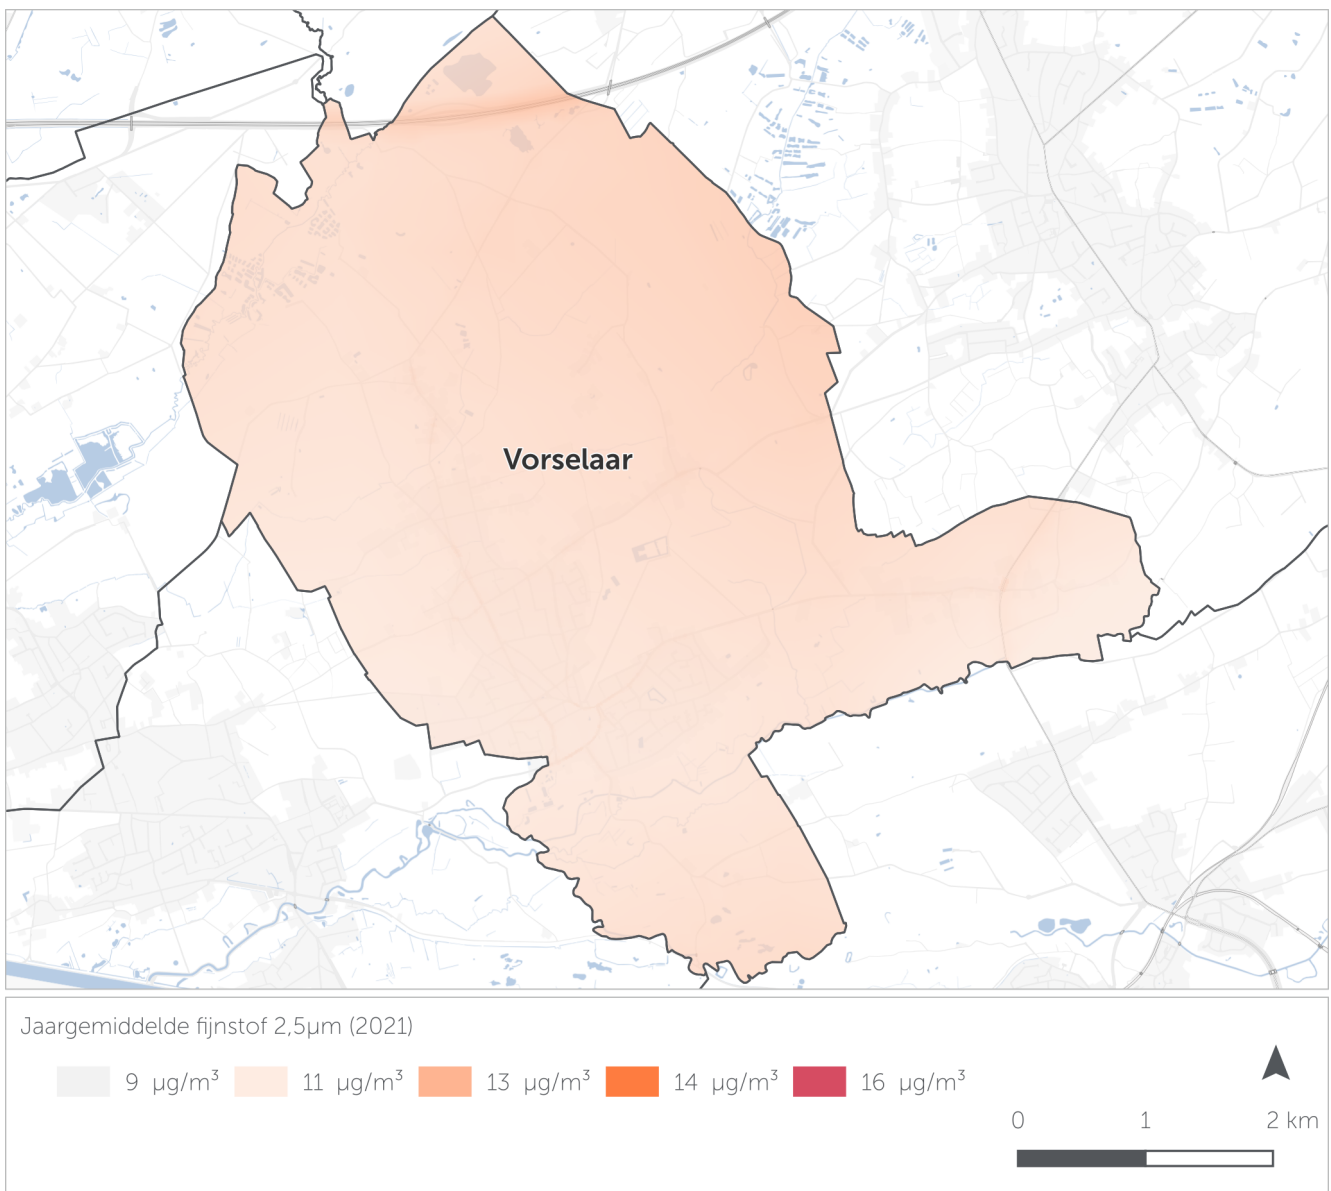 Vorselaar
Jaargemiddelde fijnstof 2,5µm (2021)
9 µg/m³ 11 µg/m³ 13 µg/m³ 14 µg/m³ 16 µg/m³
0 1 2 km